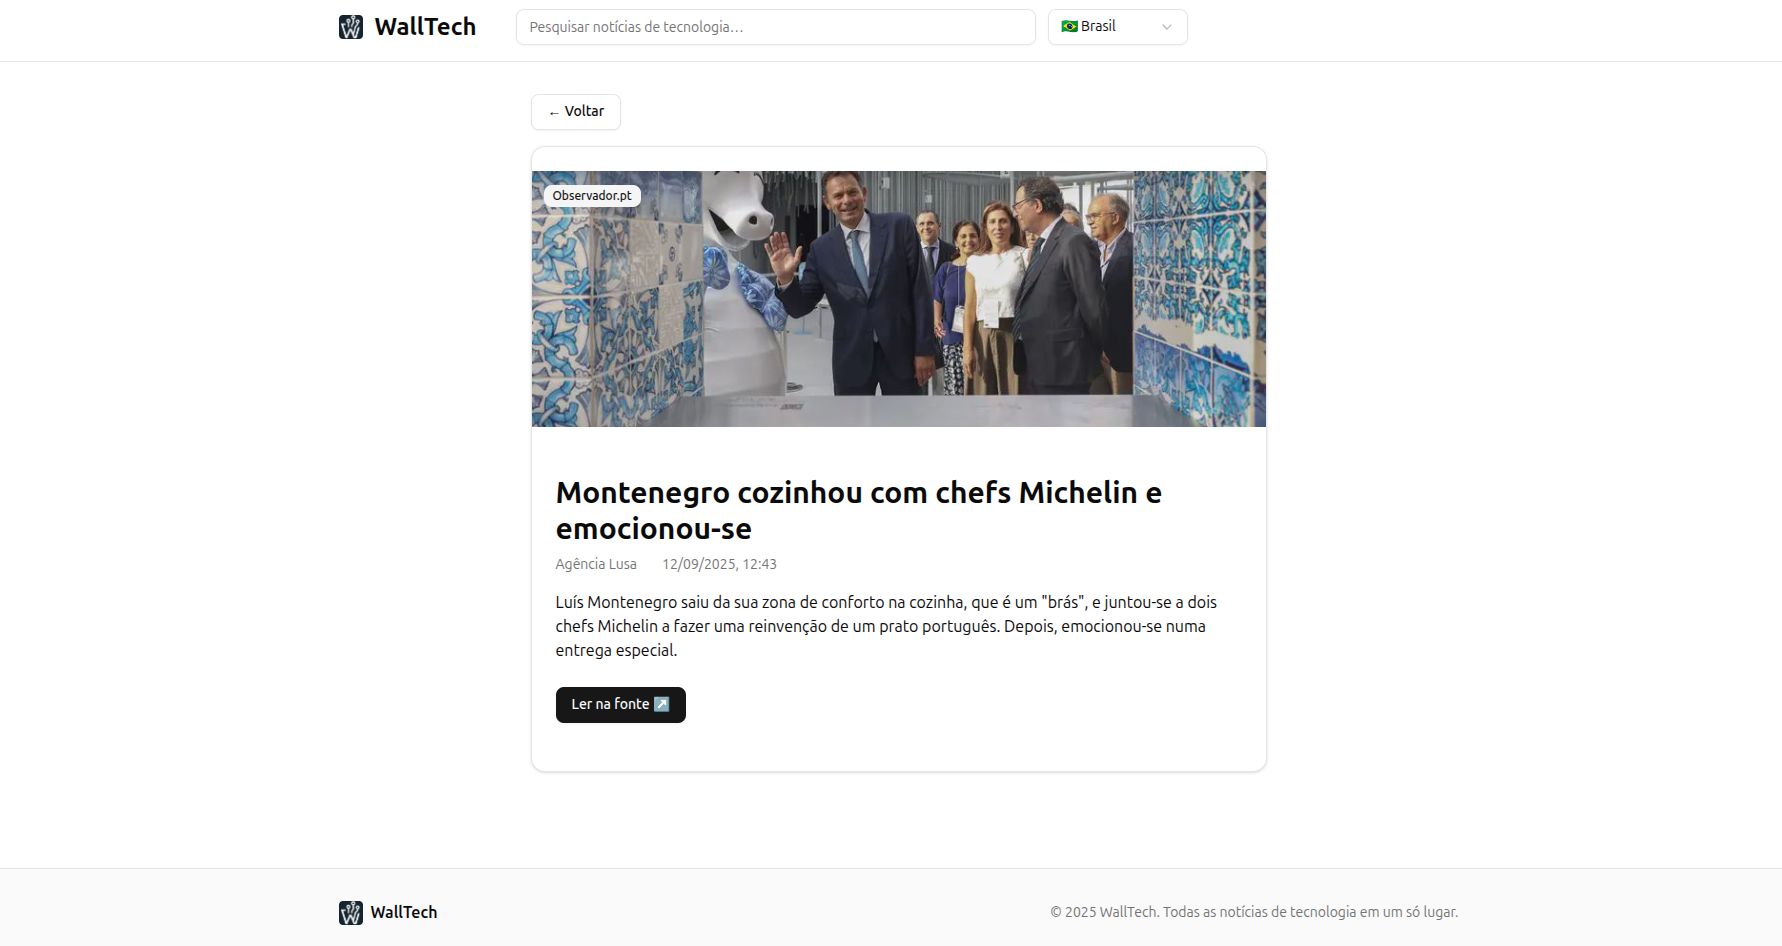 WallTech
Pesquisar notícias de tecnologia...
Brasil
← Voltar
Observador.pt
Montenegro cozinhou com chefs Michelin e
emocionou-se
Agência Lusa 12/09/2025, 12:43
Luís Montenegro saiu da sua zona de conforto na cozinha, que é um "brás", e juntou-se a dois
chefs Michelin a fazer uma reinvenção de um prato português. Depois, emocionou-se numa
entrega especial.
Ler na fonte ↗
WallTech
© 2025 WallTech. Todas as notícias de tecnologia em um só lugar.